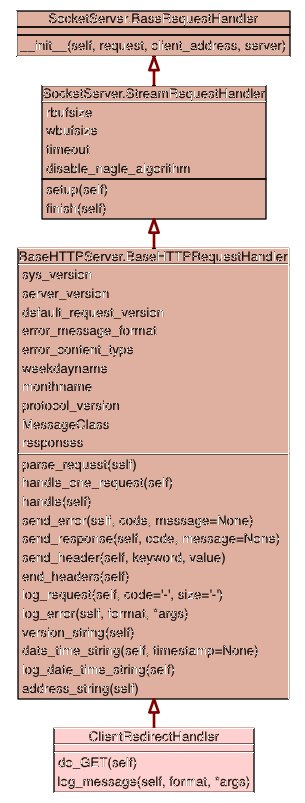 SocketServer.BaseRequestHandler
__init__(self, request, client_address, server)
SocketServer.StreamRequestHandler
rbufsize
wbufsize
timeout
disable_nagle_algorithm
setup(self)
finish(self)
BaseHTTPServer.BaseHTTPRequestHandler
sys_version
server_version
default_request_version
error_message_format
error_content_type
weekdayname
monthname
protocol_version
MessageClass
responses
parse_request(self)
handle_one_request(self)
handle(self)
send_error(self, code, message=None)
send_response(self, code, message=None)
send_header(self, keyword, value)
end_headers(self)
log_request(self, code='-', size='-')
log_error(self, format, *args)
version_string(self)
date_time_string(self, timestamp=None)
log_date_time_string(self)
address_string(self)
ClientRedirectHandler
do_GET(self)
log_message(self, format, *args)